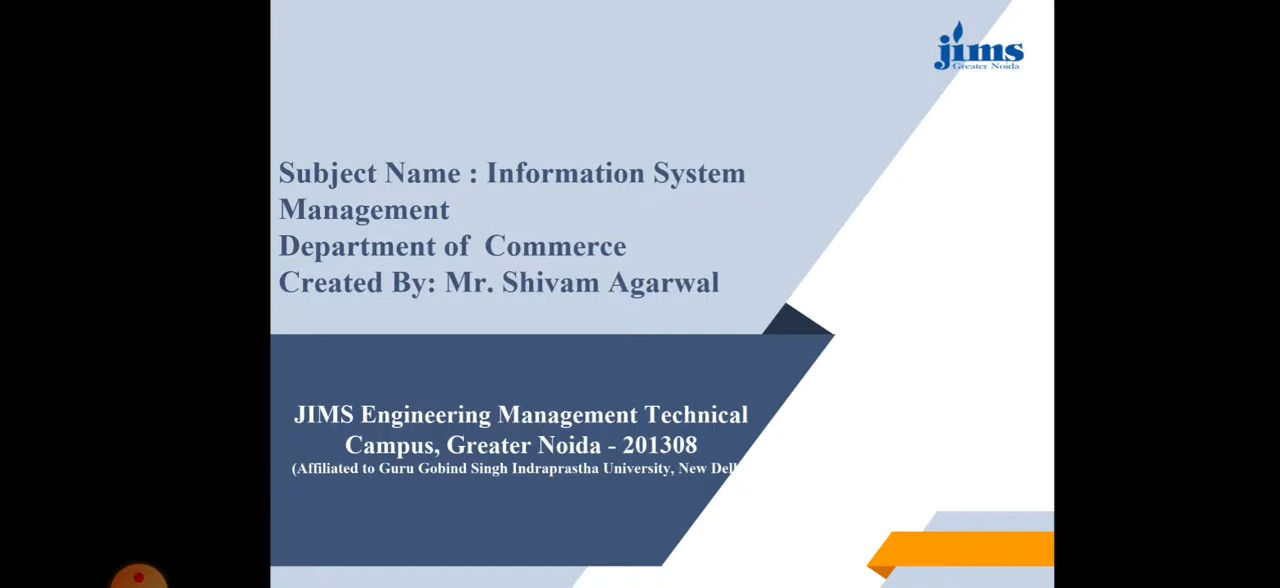 jims
Greater Noida
Subject Name : Information System
Management
Department of Commerce
Created By: Mr. Shivam Agarwal
JIMS Engineering Management Technical
Campus, Greater Noida - 201308
(Affiliated to Guru Gobind Singh Indraprastha University, New